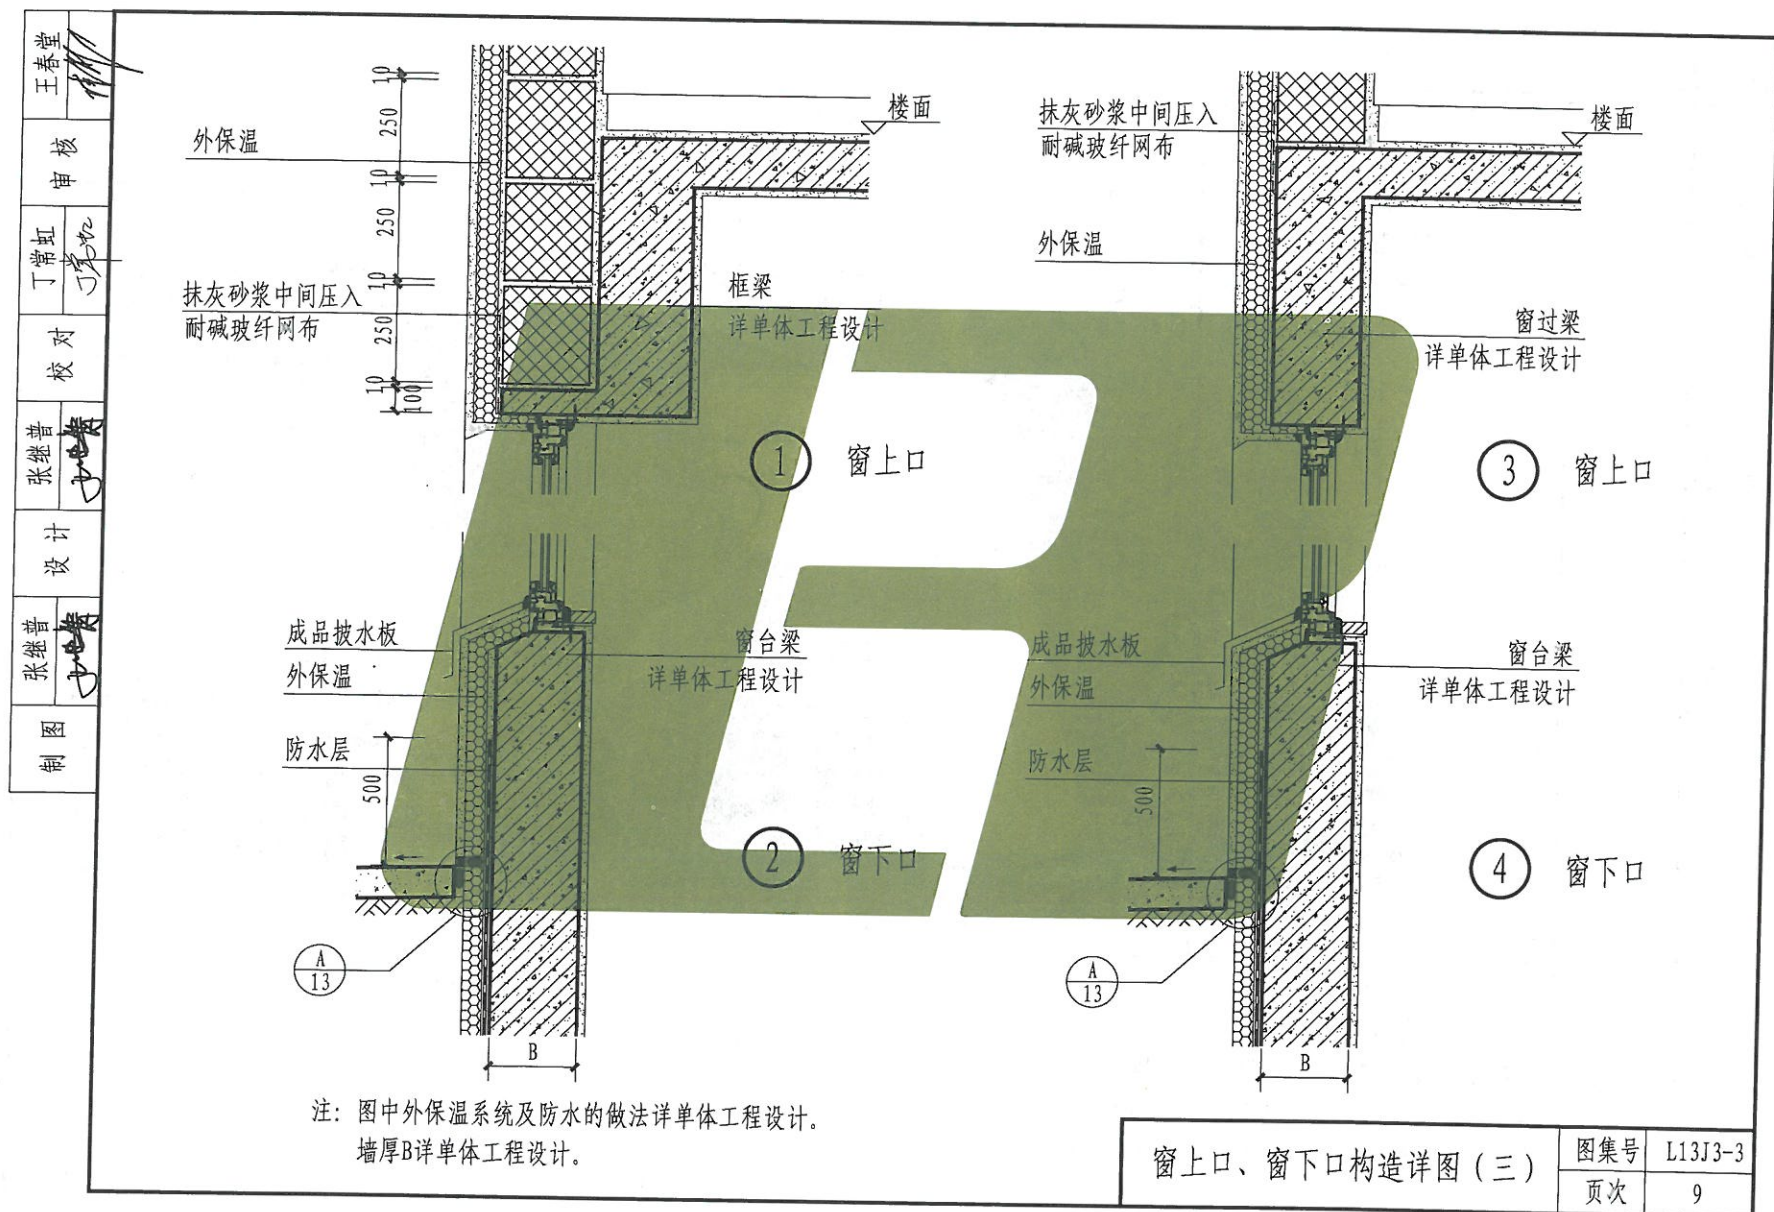 王春堂
审核
丁常虹
校对
张继普
设计
张继普
制图
10
250
10
250
10
250
10
100
外保温
抹灰砂浆中间压入
耐碱玻纤网布
楼面
框梁
详单体工程设计
1 窗上口
成品披水板
外保温
防水层
500
窗台梁
详单体工程设计
2 窗下口
A
13
B
抹灰砂浆中间压入
耐碱玻纤网布
外保温
楼面
窗过梁
详单体工程设计
3 窗上口
成品披水板
外保温
防水层
500
窗台梁
详单体工程设计
4 窗下口
A
13
B
注: 图中外保温系统及防水的做法详单体工程设计。
墙厚B详单体工程设计。
窗上口、窗下口构造详图(三)
图集号 L13J3-3
页次 9